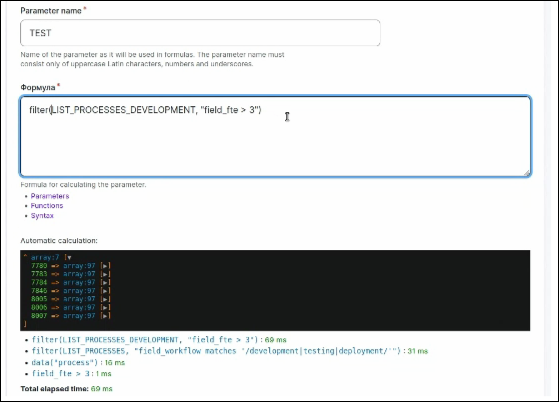 Parameter name *
TEST
Name of the parameter as it will be used in formulas. The parameter name must
consist only of uppercase Latin characters, numbers and underscores.
Формула *
filter(LIST_PROCESSES_DEVELOPMENT, "field_fte > 3")
Formula for calculating the parameter.
• Parameters
• Functions
• Syntax
Automatic calculation:
^ array:7 [▼
7780 => array:97 [▶]
7783 => array:97 [▶]
7784 => array:97 [▶]
7846 => array:97 [▶]
8005 => array:97 [▶]
8006 => array:97 [▶]
8007 => array:97 [▶]
]
• filter(LIST_PROCESSES_DEVELOPMENT, "field_fte > 3") : 69 ms
• filter(LIST_PROCESSES, "field_workflow matches '/development|testing|deployment/'") : 31 ms
• data("process") : 16 ms
• field_fte > 3 : 1 ms
Total elapsed time: 69 ms